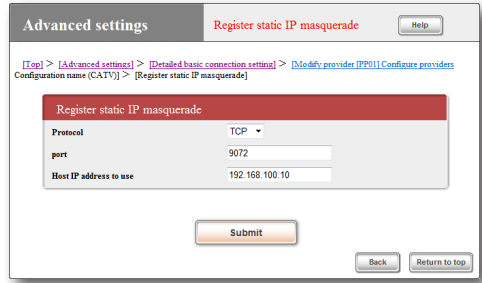 Advanced settings
Register static IP masquerade
Help
[Top] > [Advanced settings] > [Detailed basic connection setting] > [Modify provider [PP01] Configure providers
Configuration name (CATV)] > [Register static IP masquerade]
Register static IP masquerade
Protocol TCP
port 9072
Host IP address to use 192.168.100.10
Submit
Back Return to top